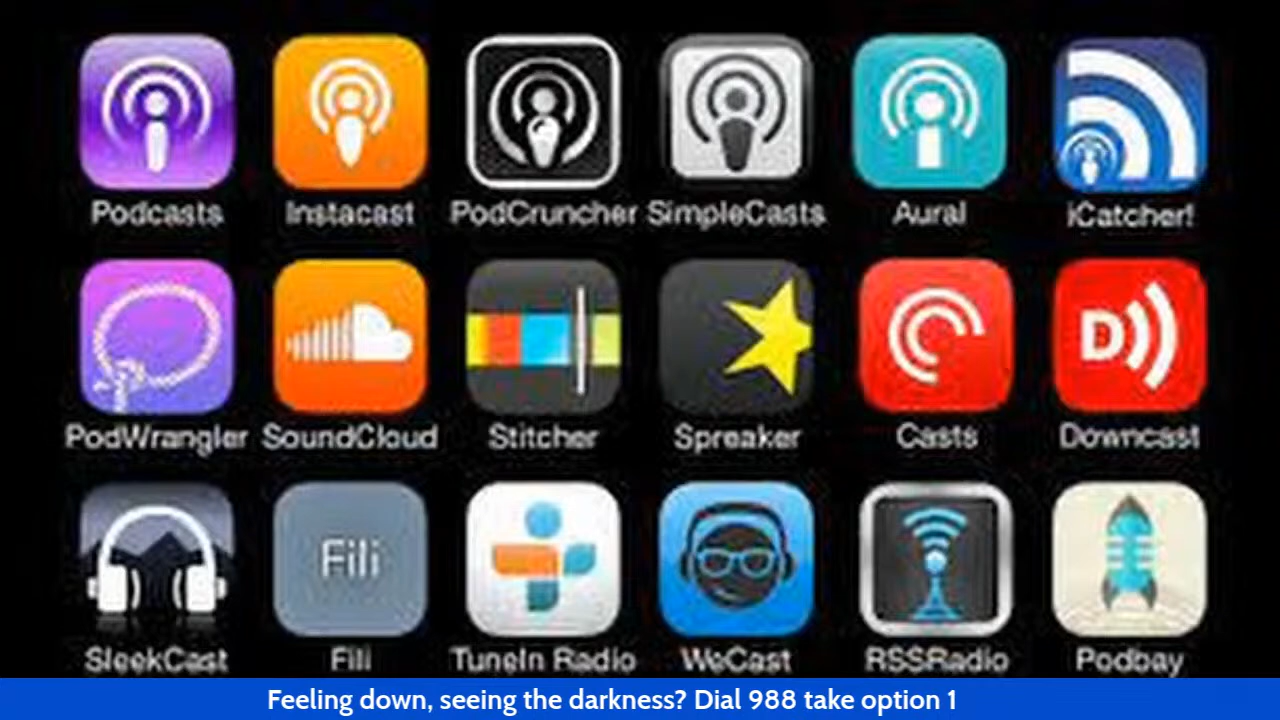 Podcasts Instacast PodCruncher SimpleCasts Aural iCatcher!
D
PodWrangler SoundCloud Stitcher Spreaker Casts Downcast
Fili
SleekCast Fili TuneIn Radio WeCast RSSRadio Podbay
Feeling down, seeing the darkness? Dial 988 take option 1